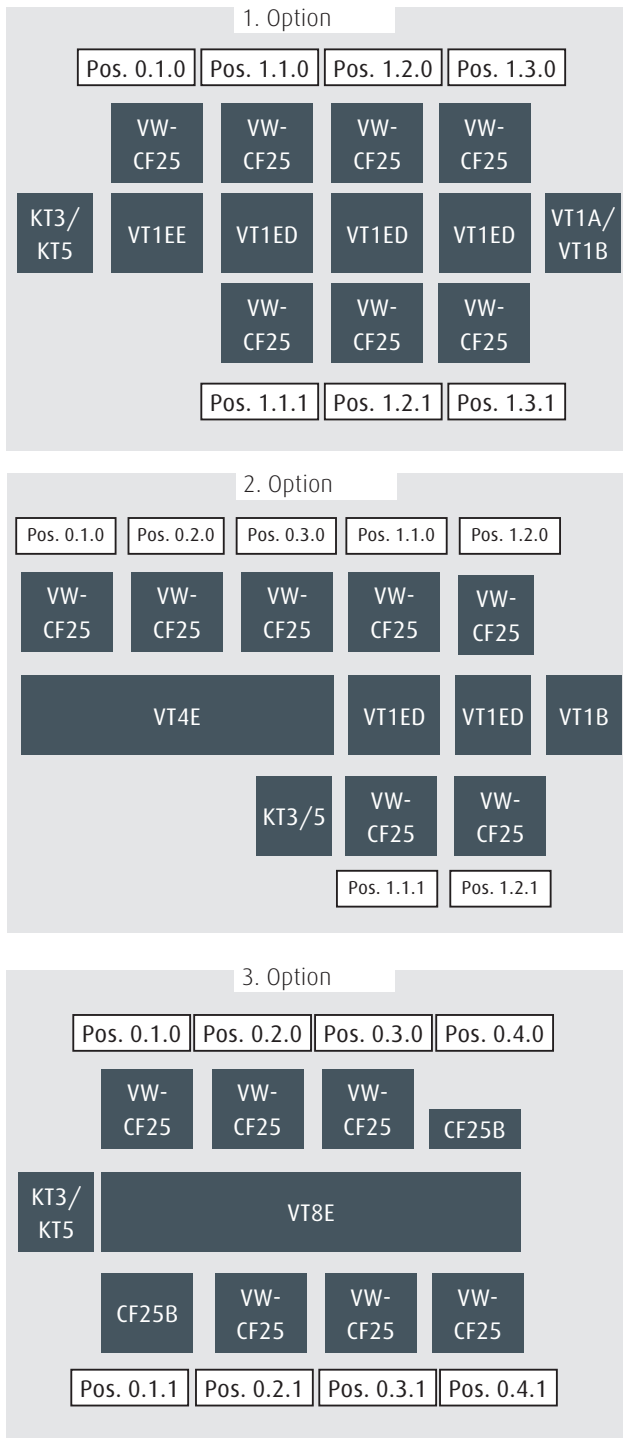 1. Option
Pos. 0.1.0 Pos. 1.1.0 Pos. 1.2.0 Pos. 1.3.0
VW- VW- VW- VW-
CF25 CF25 CF25 CF25
KT3/ VT1A/
VT1EE VT1ED VT1ED VT1ED
KT5 VT1B
VW- VW- VW-
CF25 CF25 CF25
Pos. 1.1.1 Pos. 1.2.1 Pos. 1.3.1
2. Option
Pos. 0.1.0 Pos. 0.2.0 Pos. 0.3.0 Pos. 1.1.0 Pos. 1.2.0
VW- VW- VW- VW- VW-
CF25 CF25 CF25 CF25 CF25
VT4E VT1ED VT1ED VT1B
KT3/5
VW- VW-
CF25 CF25
Pos. 1.1.1 Pos. 1.2.1
3. Option
Pos. 0.1.0 Pos. 0.2.0 Pos. 0.3.0 Pos. 0.4.0
VW- VW- VW-
CF25 CF25 CF25 CF25B
KT3/
KT5
VT8E
CF25B
VW- VW- VW-
CF25 CF25 CF25
Pos. 0.1.1 Pos. 0.2.1 Pos. 0.3.1 Pos. 0.4.1